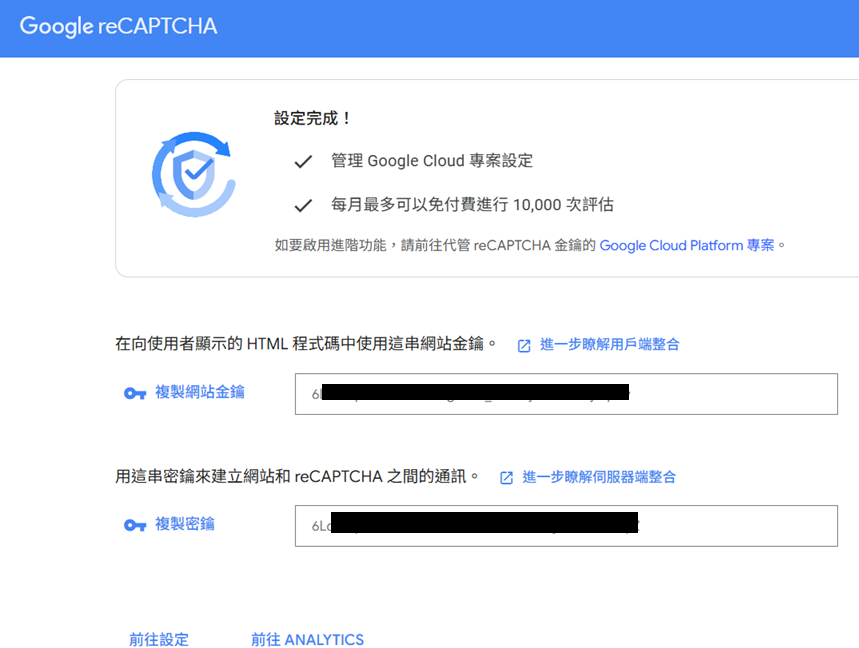 Google reCAPTCHA
設定完成！
管理 Google Cloud 專案設定
每月最多可以免付費進行 10,000 次評估
如要啟用進階功能，請前往代管 reCAPTCHA 金鑰的 Google Cloud Platform 專案。
在向使用者顯示的 HTML 程式碼中使用這串網站金鑰。 進一步瞭解用戶端整合
複製網站金鑰
用這串密鑰來建立網站和 reCAPTCHA 之間的通訊。 進一步瞭解伺服器端整合
複製密鑰
前往設定 前往 ANALYTICS